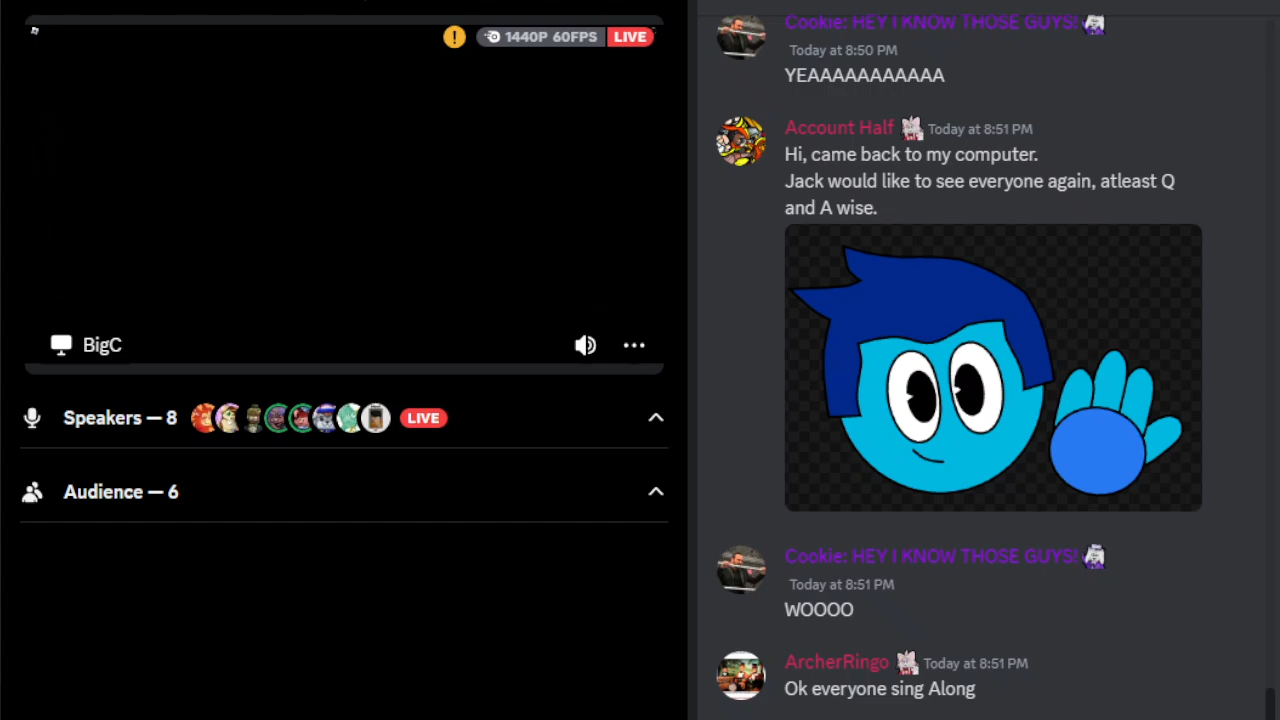 1440P 60FPS LIVE
BigC
Speakers — 8 LIVE
Audience — 6
Cookie: HEY I KNOW THOSE GUYS!
Today at 8:50 PM
YEAAAAAAAAAAA
Account Half Today at 8:51 PM
Hi, came back to my computer.
Jack would like to see everyone again, atleast Q
and A wise.
Cookie: HEY I KNOW THOSE GUYS!
Today at 8:51 PM
WOOOO
ArcherRingo Today at 8:51 PM
Ok everyone sing Along